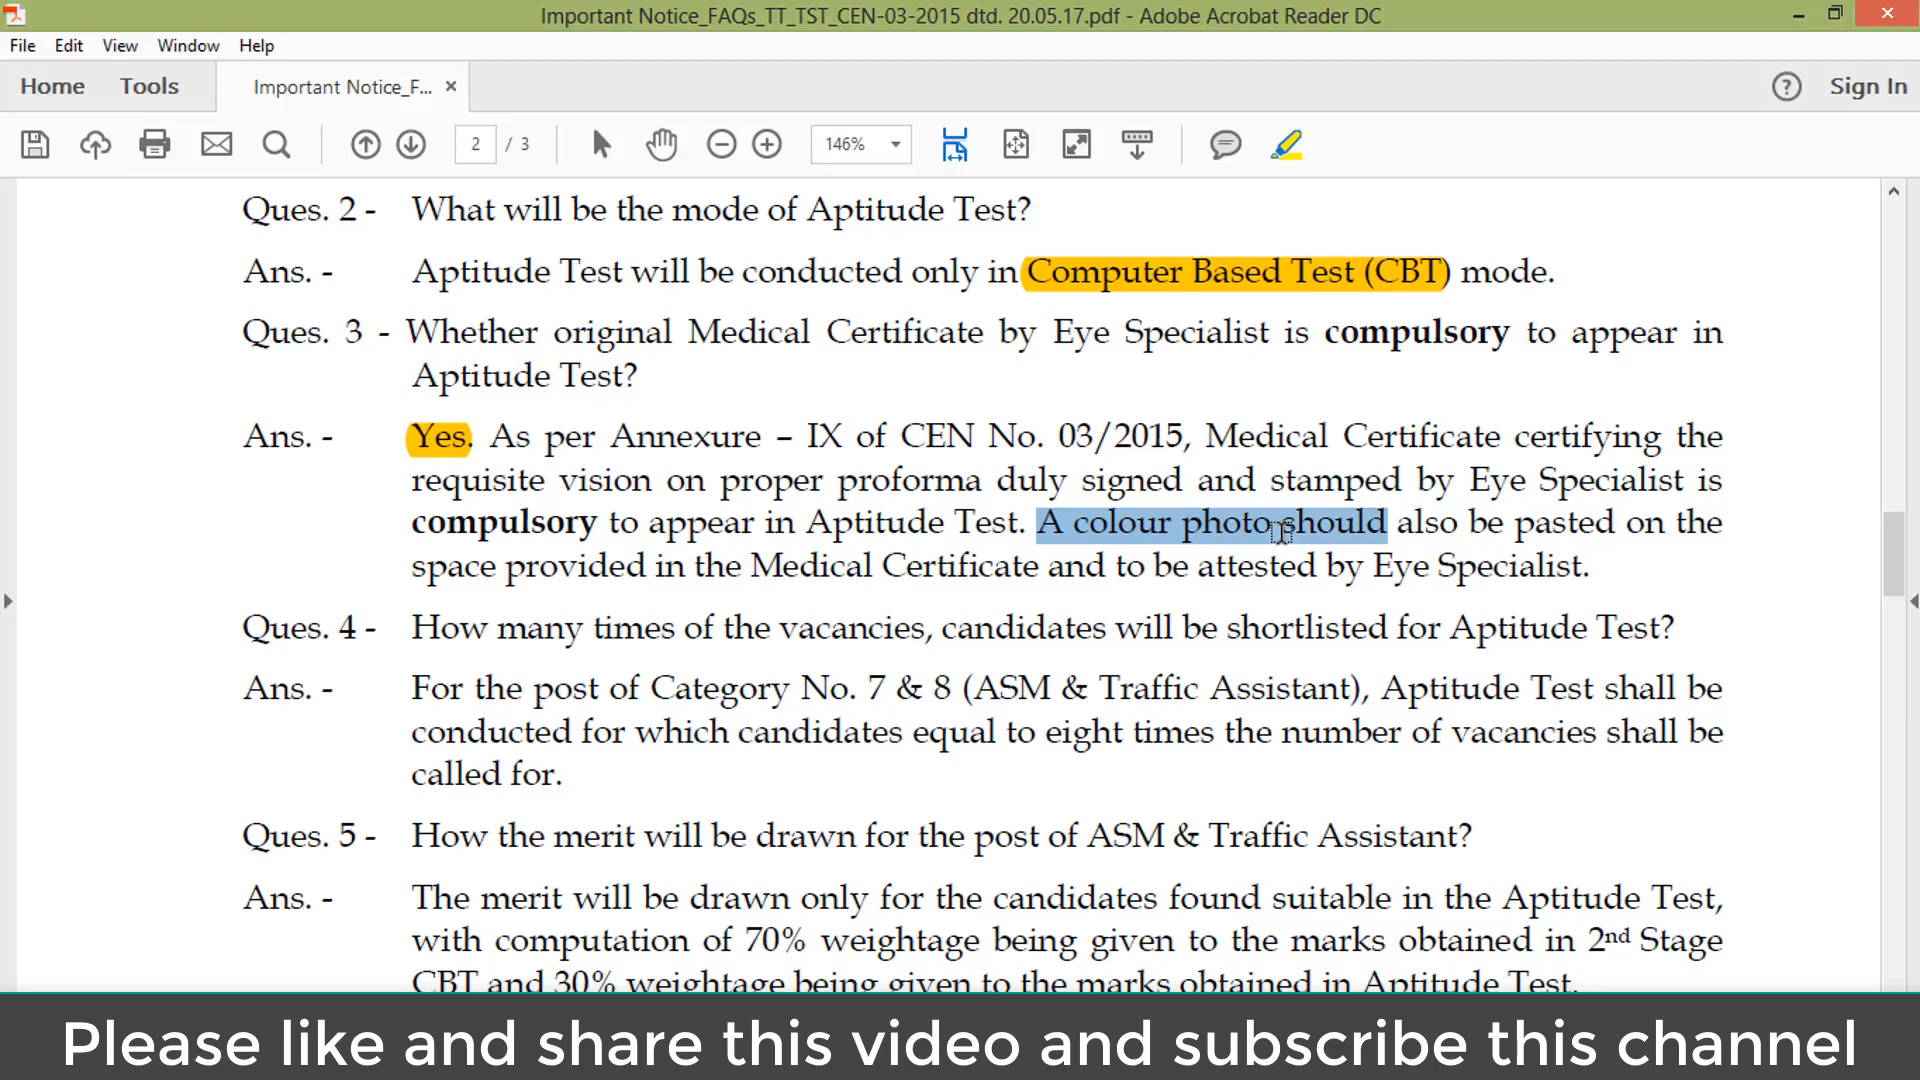 Important Notice_FAQs_TT_TST_CEN-03-2015 dtd. 20.05.17.pdf - Adobe Acrobat Reader DC
File Edit View Window Help
Home Tools Important Notice_F... × ? Sign In
2 / 3 146%
Ques. 2 - What will be the mode of Aptitude Test?
Ans. - Aptitude Test will be conducted only in Computer Based Test (CBT) mode.
Ques. 3 - Whether original Medical Certificate by Eye Specialist is compulsory to appear in
Aptitude Test?
Ans. - Yes. As per Annexure – IX of CEN No. 03/2015, Medical Certificate certifying the
requisite vision on proper proforma duly signed and stamped by Eye Specialist is
compulsory to appear in Aptitude Test. A colour photo should also be pasted on the
space provided in the Medical Certificate and to be attested by Eye Specialist.
Ques. 4 - How many times of the vacancies, candidates will be shortlisted for Aptitude Test?
Ans. - For the post of Category No. 7 & 8 (ASM & Traffic Assistant), Aptitude Test shall be
conducted for which candidates equal to eight times the number of vacancies shall be
called for.
Ques. 5 - How the merit will be drawn for the post of ASM & Traffic Assistant?
Ans. - The merit will be drawn only for the candidates found suitable in the Aptitude Test,
with computation of 70% weightage being given to the marks obtained in 2nd Stage
CBT and 30% weightage being given to the marks obtained in Aptitude Test.
Please like and share this video and subscribe this channel